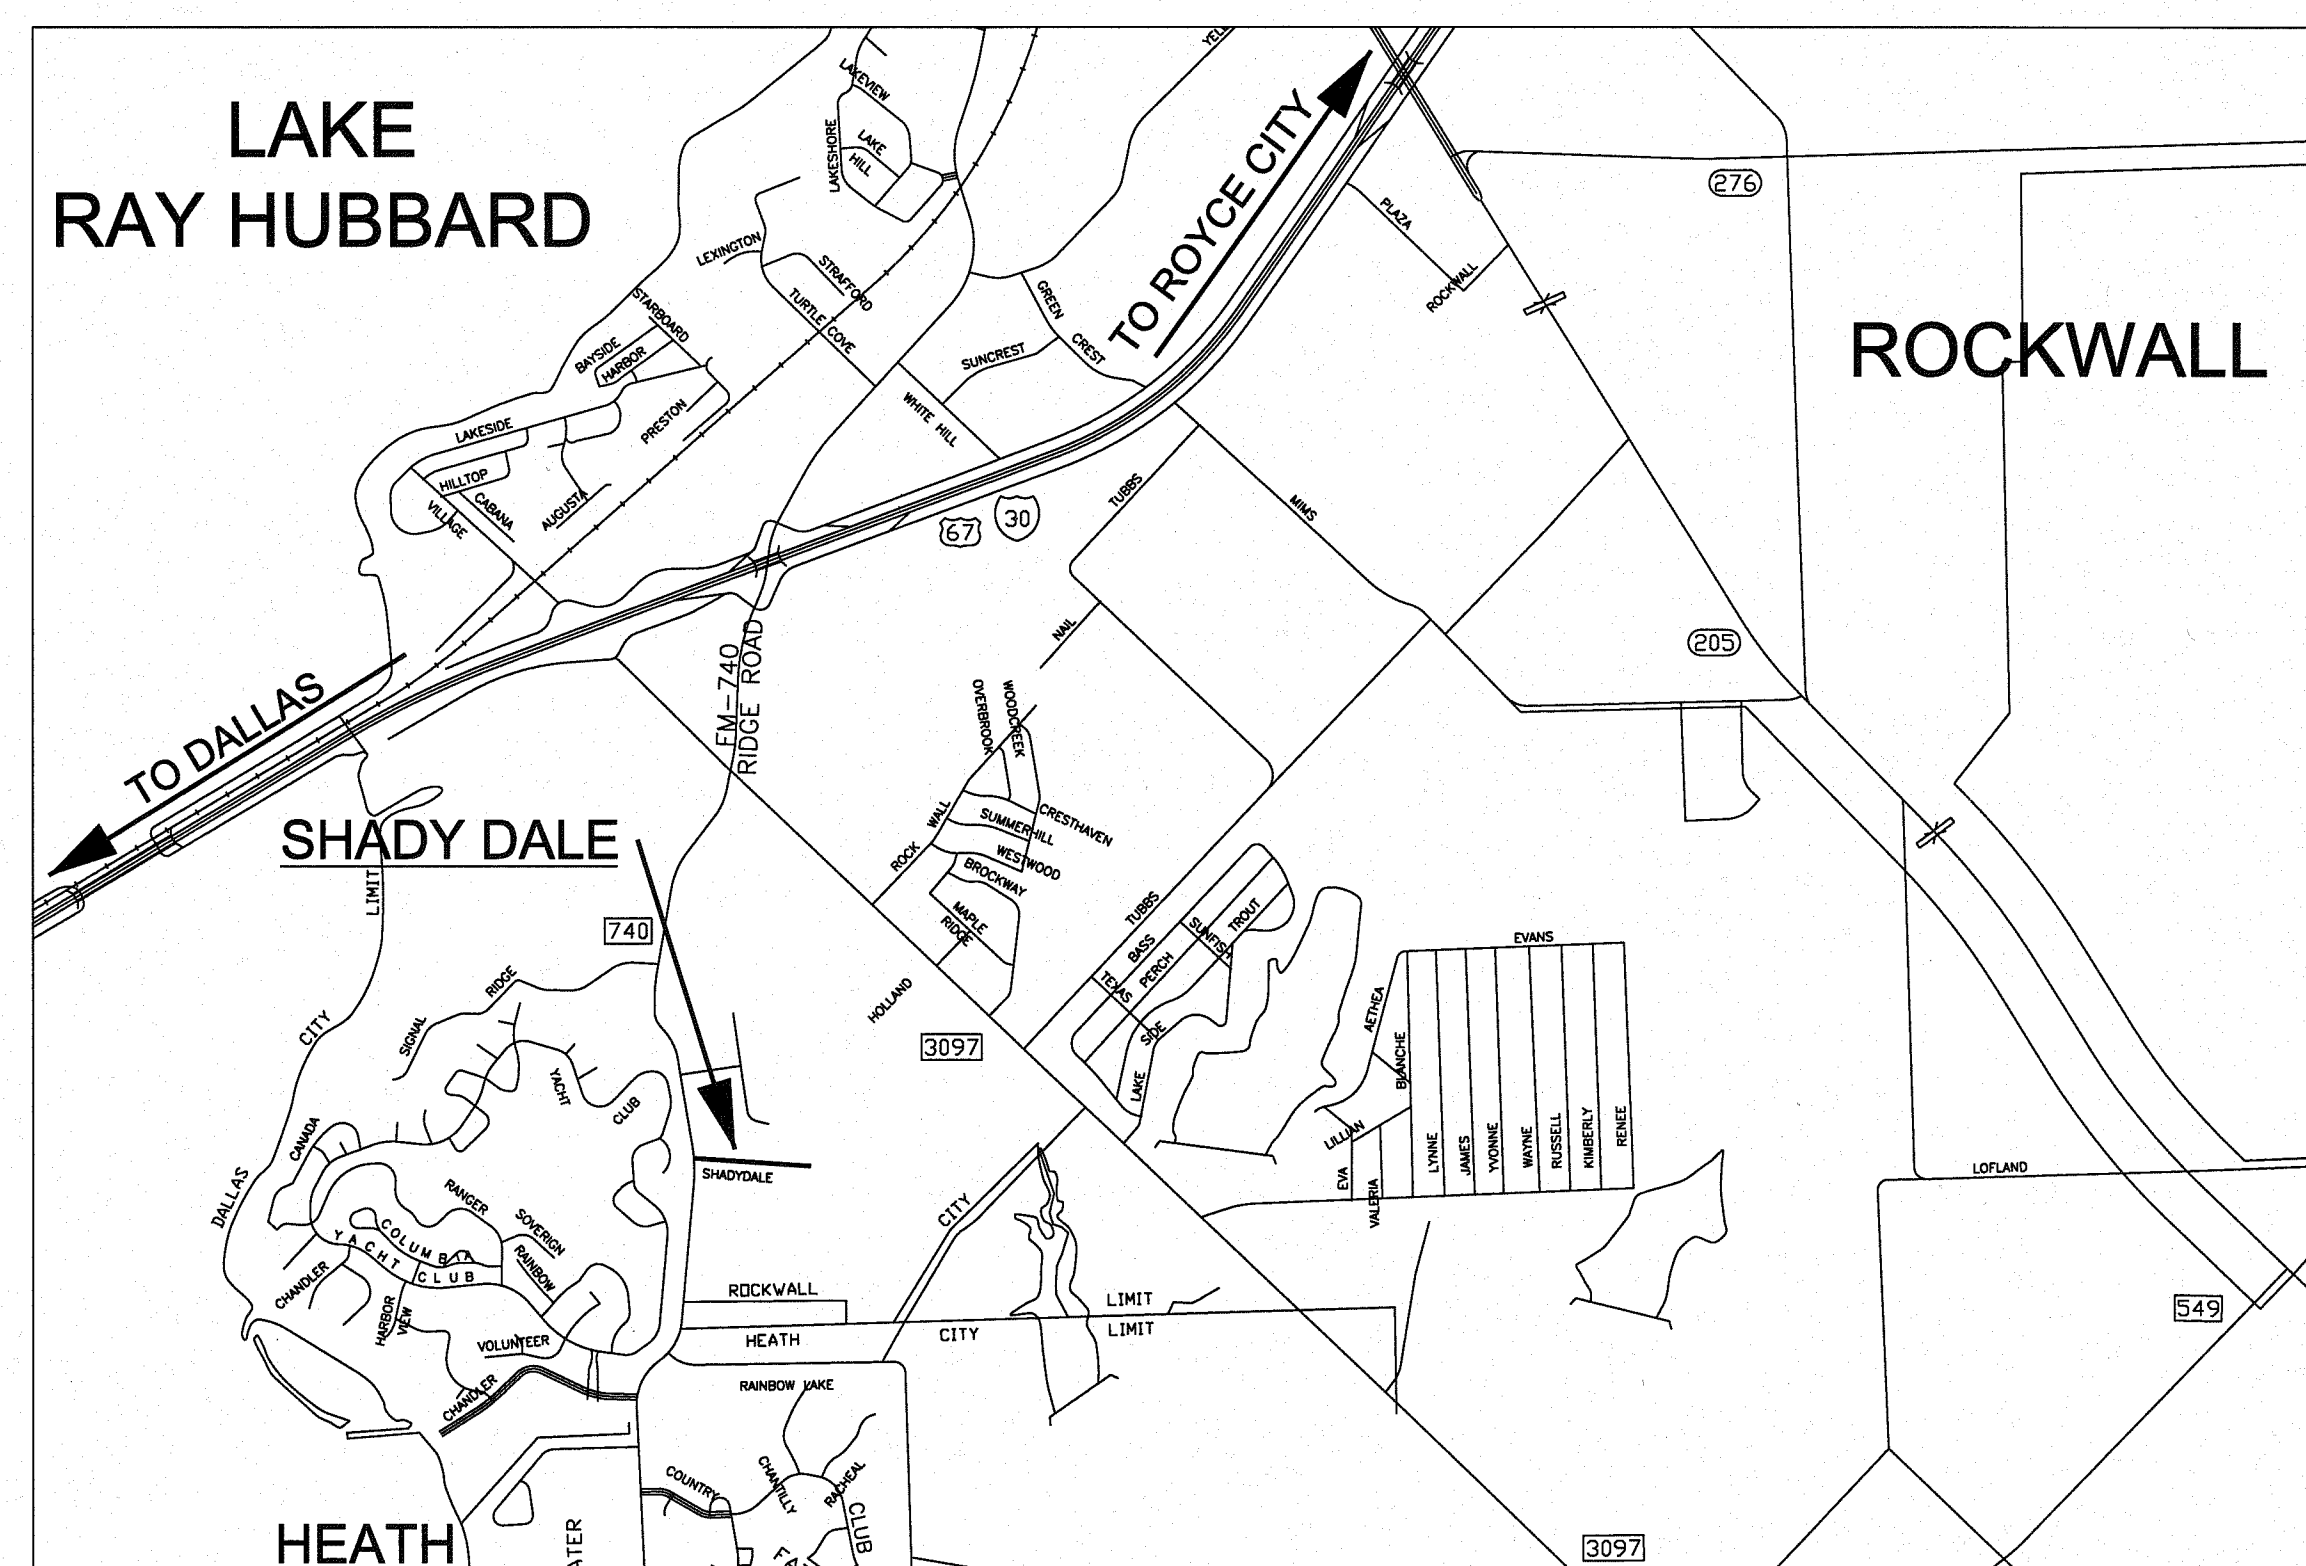 LAKE
RAY HUBBARD
LAKEVIEW
LAKESHORE
LAKE
HILL
TO ROYCE CITY
PLAZA
ROCKWALL
276
ROCKWALL
LEXINGTON
STRAFFORD
TURTLE COVE
STARBOARD
BAYSIDE
HARBOR
PRESTON
LAKESIDE
HILLTOP
CABANA
VILLAGE
AUGUSTA
GREEN
CREST
SUNCREST
WHITE HILL
67
30
TUBBS
MIMS
NAIL
205
TO DALLAS
FM-740
RIDGE ROAD
OVERBROOK
WOODCREEK
ROCK WALL
SUMMERHILL
CRESTHAVEN
WESTWOOD
BROCKWAY
MAPLE
RIDGE
SHADY DALE
LIMIT
740
SIGNAL RIDGE
CITY
HOLLAND
3097
TUBBS
BASS
PERCH
TEXAS
SUNFISH
TROUT
SIDE
LAKE
EVANS
AETHEA
BLANCHE
LILLIAN
EVA
VALERIA
LYNNE
JAMES
YVONNE
WAYNE
RUSSELL
KIMBERLY
RENEE
LOFLAND
YACHT
CLUB
CANADA
DALLAS
SHADYDALE
RANGER
SOVERIGN
RAINBOW
COLUMBIA
YACHT
CLUB
CHANDLER
HARBOR
VIEW
VOLUNTEER
CHANDLER
CITY
ROCKWALL
LIMIT
HEATH
CITY
LIMIT
549
RAINBOW LAKE
COUNTRY
CHANTILLY
RACHEAL
CLUB
HEATH
3097